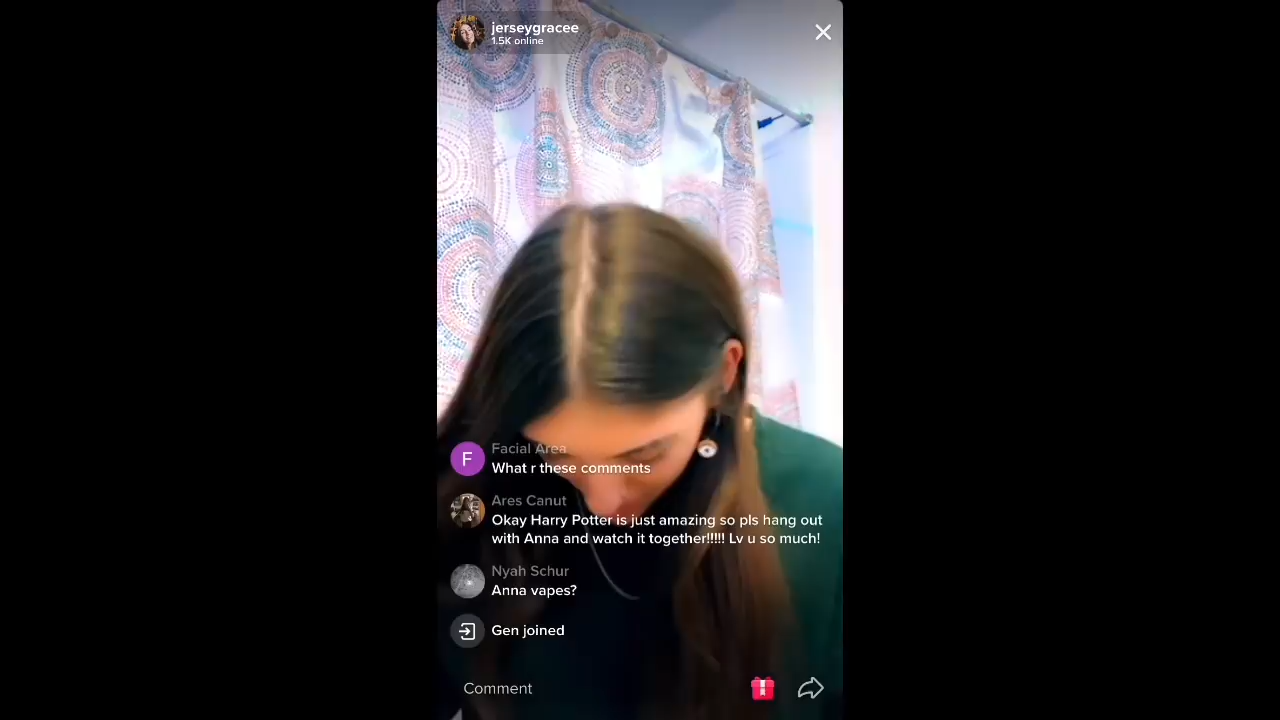 jerseygracee
1.5K online
F
Facial Area
What r these comments
Ares Canut
Okay Harry Potter is just amazing so pls hang out
with Anna and watch it together!!!!! Lv u so much!
Nyah Schur
Anna vapes?
Gen joined
Comment